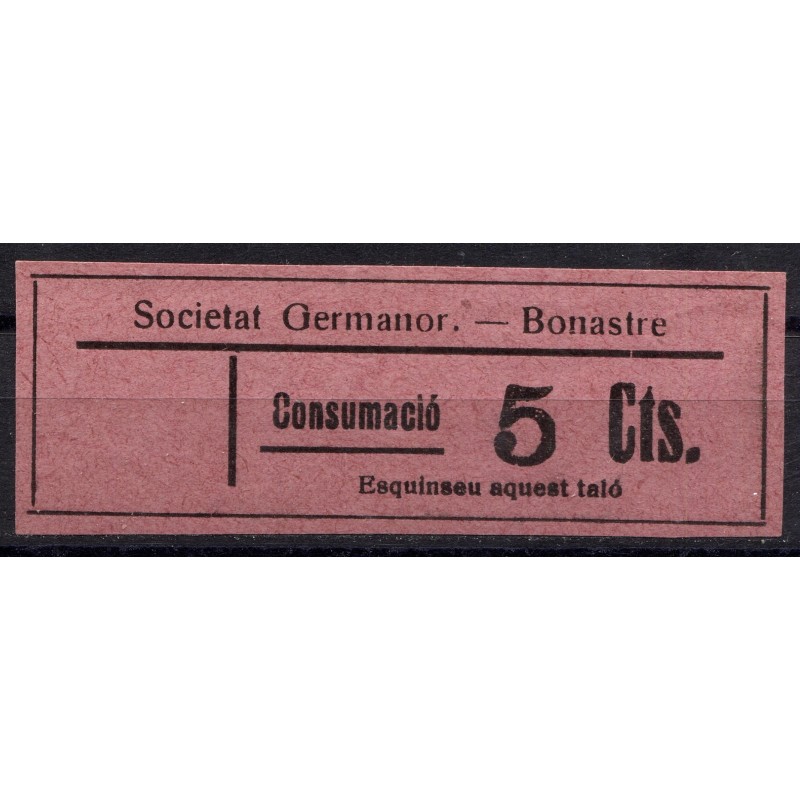 Societat Germanor. — Bonastre
Consumació 5 Cts.
Esquinseu aquest taló